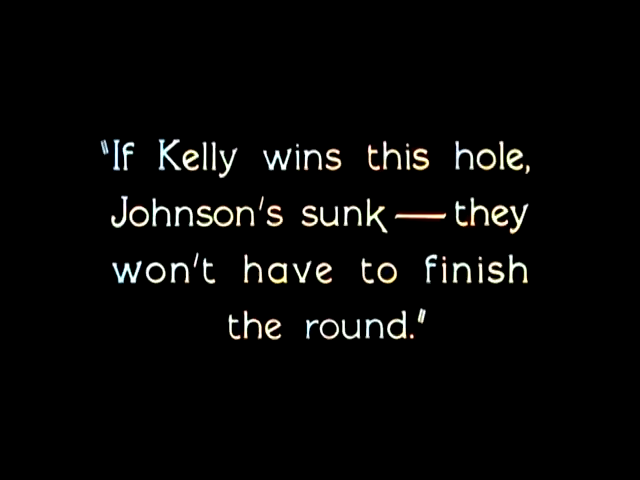 "If Kelly wins this hole,
Johnson's sunk — they
won't have to finish
the round."